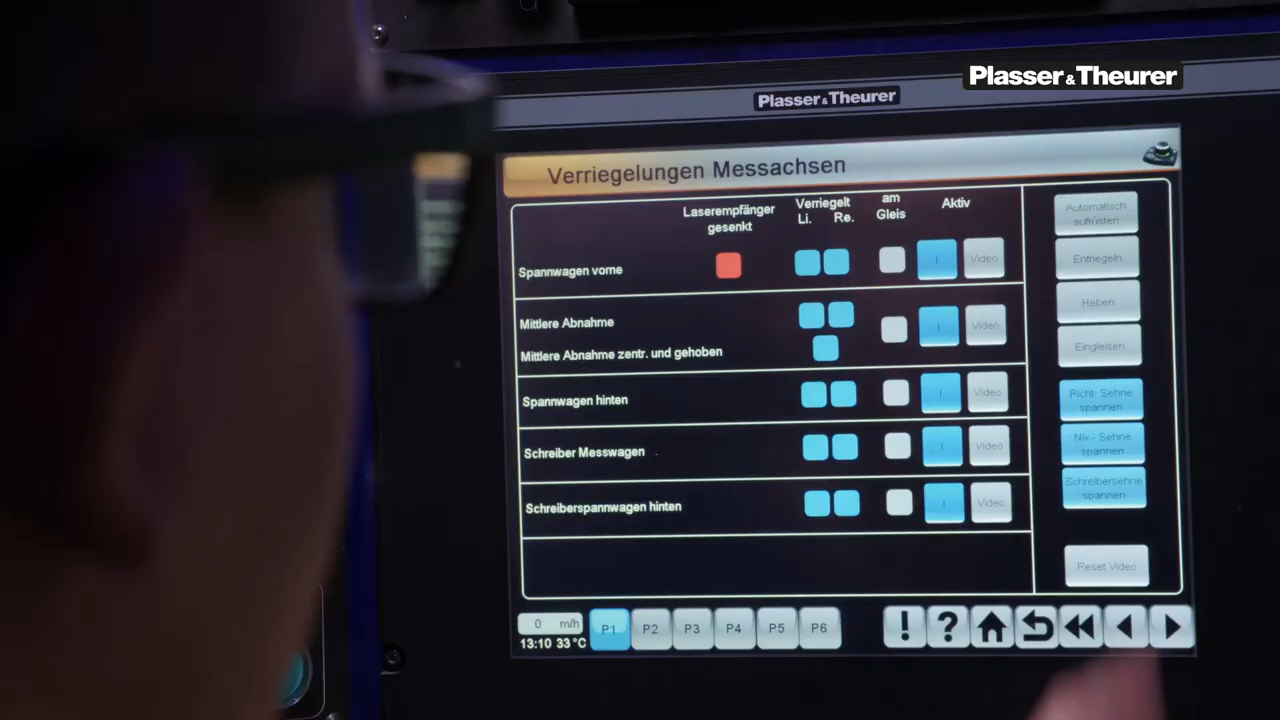 Plasser & Theurer
Plasser & Theurer
Verriegelungen Messachsen
Laserempfänger
gesenkt
Verriegelt
Li. Re.
am
Gleis
Aktiv
Automatisch
aufrüsten
Spannwagen vorne
I
Video
Entriegeln
Heben
Mittlere Abnahme
I
Video
Mittlere Abnahme zentr. und gehoben
Eingleisen
Spannwagen hinten
I
Video
Richt- Sehne
spannen
Schreiber Messwagen
I
Video
Niv.- Sehne
spannen
Schreiberspannwagen hinten
I
Video
Schreibersehne
spannen
Reset Video
0 m/h
13:10 33°C
P1 P2 P3 P4 P5 P6
! ?